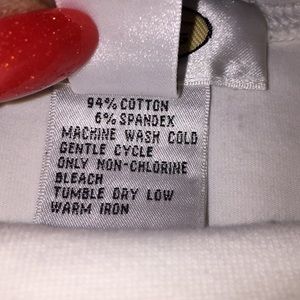 94% COTTON
6% SPANDEX
MACHINE WASH COLD
GENTLE CYCLE
ONLY NON-CHLORINE
BLEACH
TUMBLE DRY LOW
WARM IRON